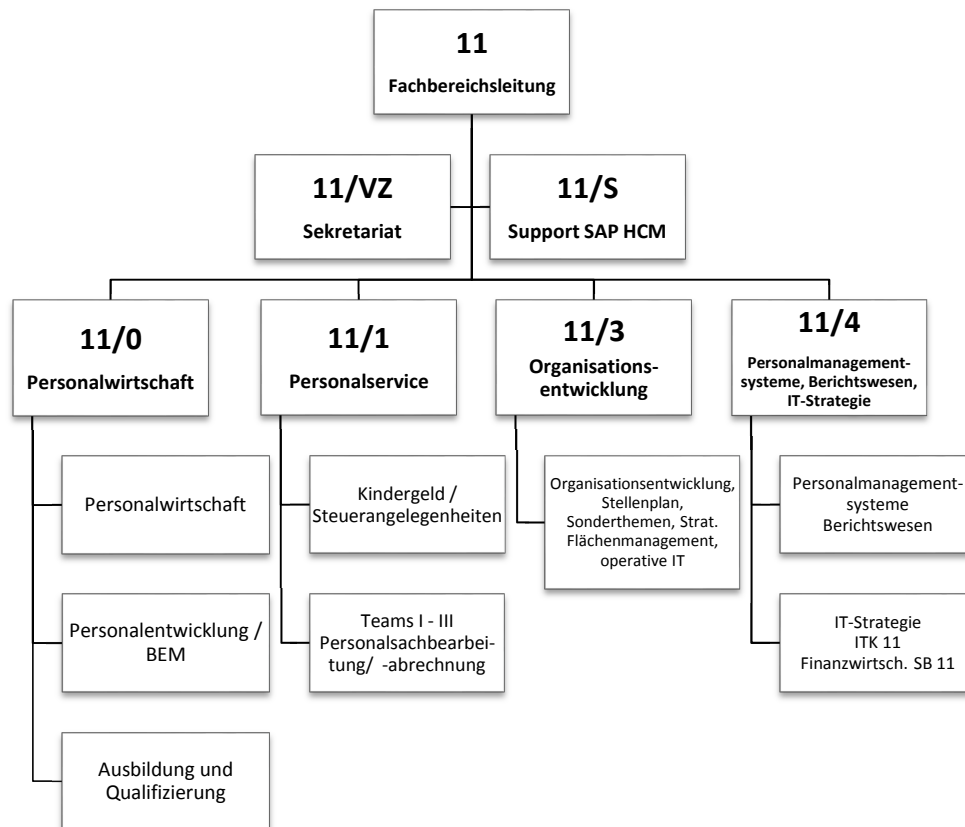 11
Fachbereichsleitung
11/VZ
Sekretariat
11/S
Support SAP HCM
11/0
Personalwirtschaft
11/1
Personalservice
11/3
Organisations-
entwicklung
11/4
Personalmanagement-
systeme, Berichtswesen,
IT-Strategie
Personalwirtschaft
Kindergeld /
Steuerangelegenheiten
Organisationsentwicklung,
Stellenplan,
Sonderthemen, Strat.
Flächenmanagement,
operative IT
Personalmanagement-
systeme
Berichtswesen
Personalentwicklung /
BEM
Teams I - III
Personalsachbearbei-
tung/ -abrechnung
IT-Strategie
ITK 11
Finanzwirtsch. SB 11
Ausbildung und
Qualifizierung